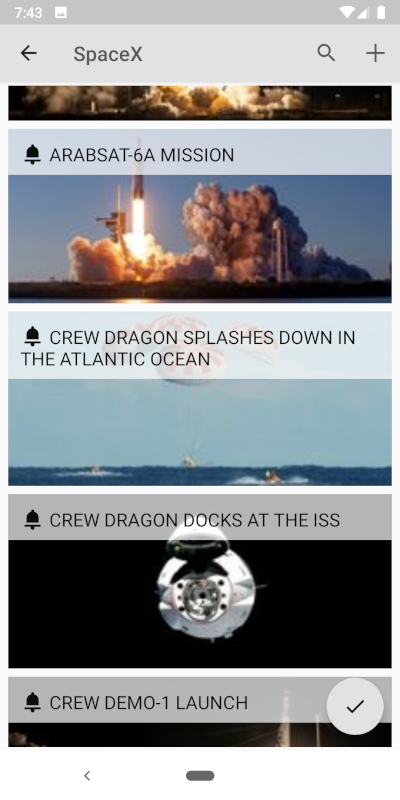 7:43
SpaceX
ARABSAT-6A MISSION
CREW DRAGON SPLASHES DOWN IN
THE ATLANTIC OCEAN
CREW DRAGON DOCKS AT THE ISS
CREW DEMO-1 LAUNCH